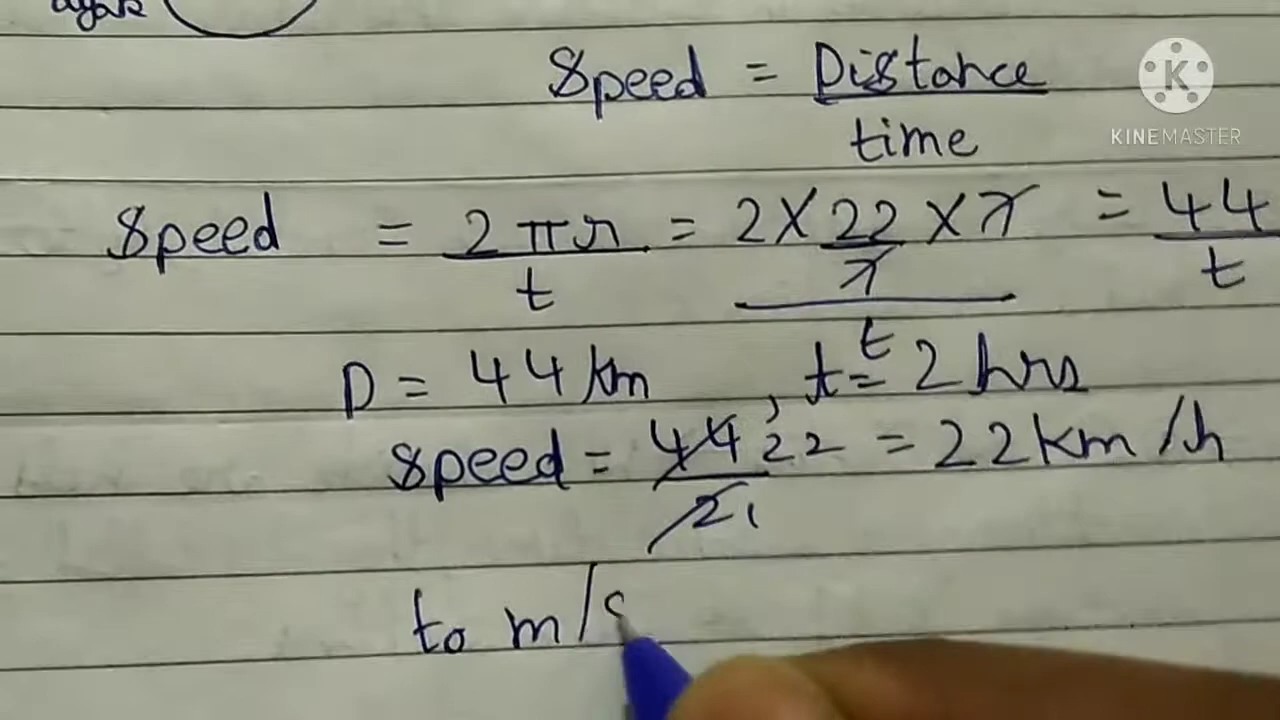 Speed = Distance / time
KINEMASTER
Speed = 2πr / t = 2 × 22/7 × 7 / t = 44 / t
D = 44 km , t = 2 hrs
Speed = 44 22 / 2 1 = 22 km/h
to m/s